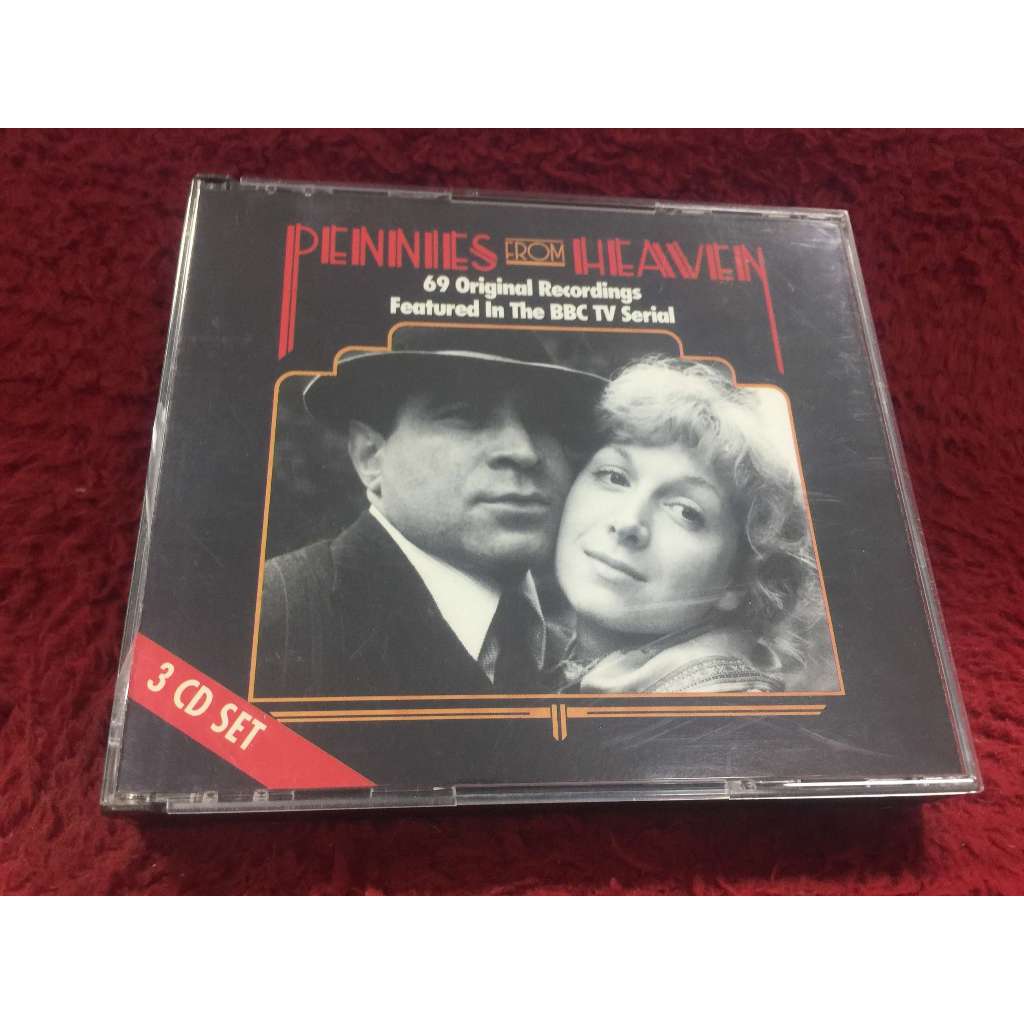 PENNIES FROM HEAVEN
69 Original Recordings
Featured In The BBC TV Serial
3 CD SET